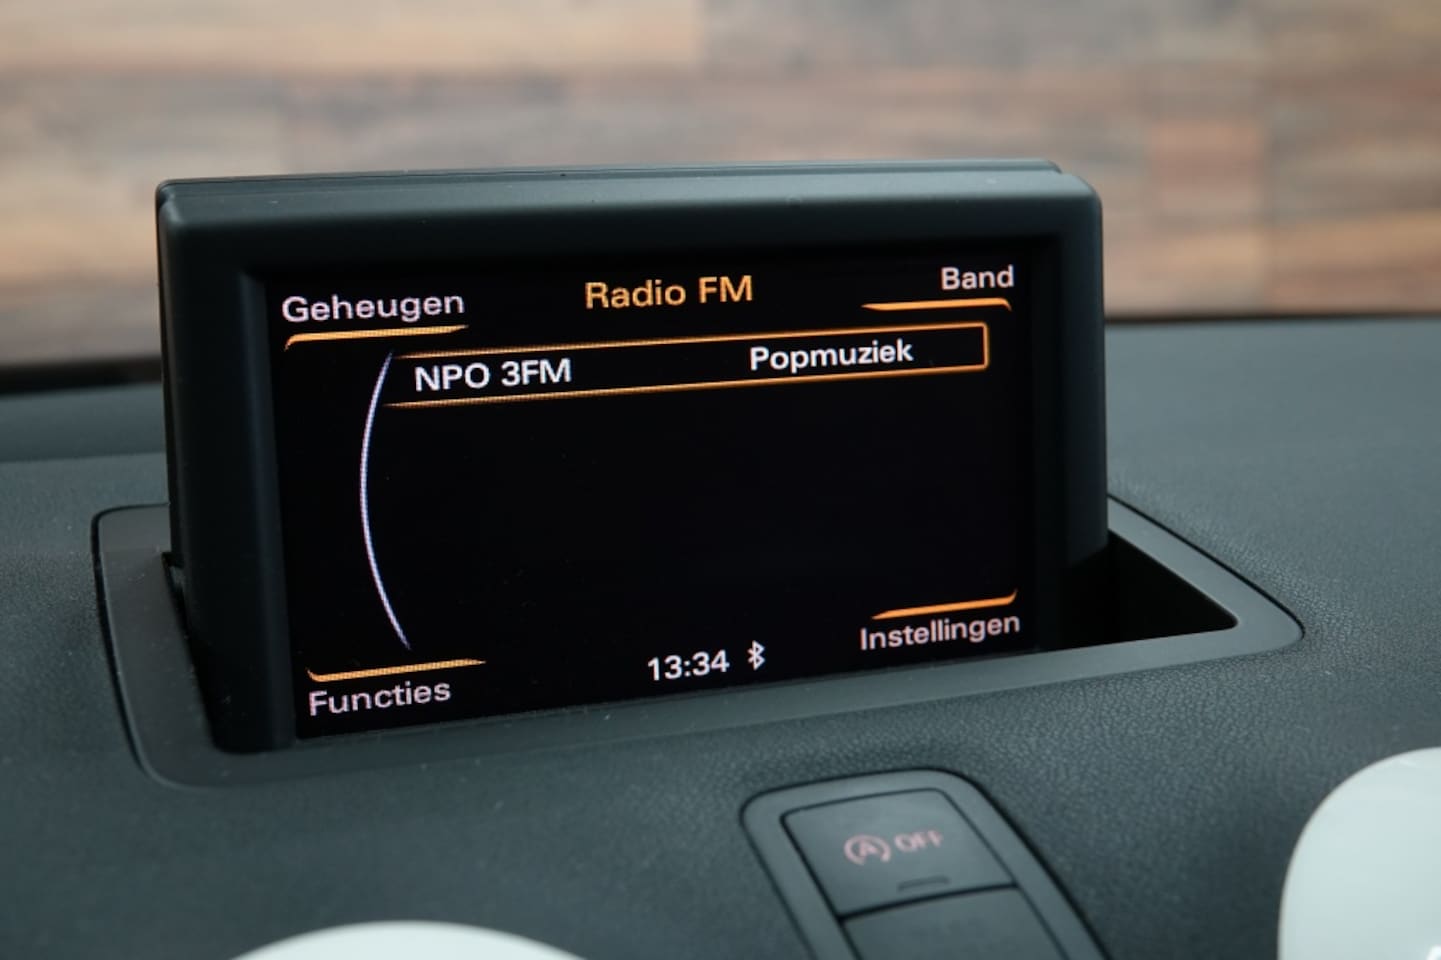 Geheugen
Radio FM
Band
NPO 3FM Popmuziek
Functies
13:34
Instellingen
A OFF